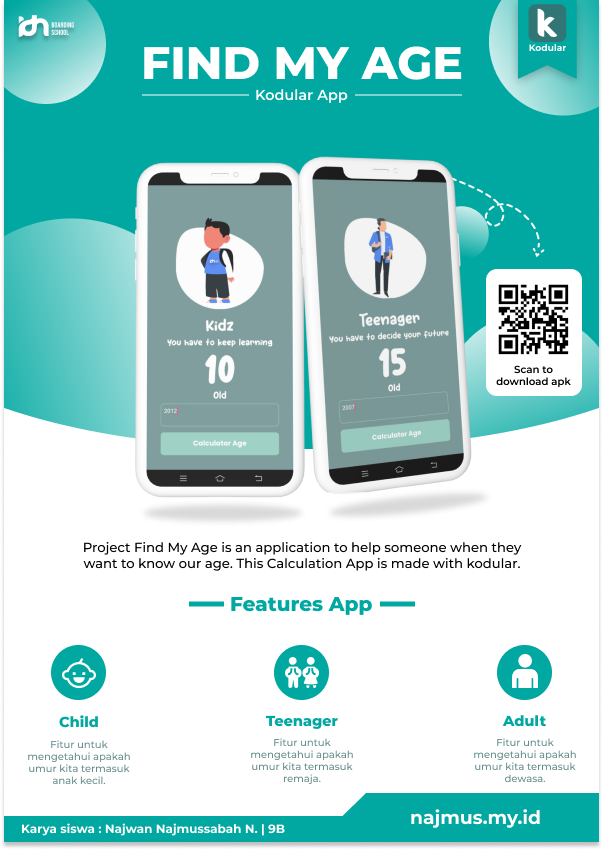 BOARDING
SCHOOL
Kodular
FIND MY AGE
Kodular App
Kidz
You have to keep learning
10
Old
2012
Calculator Age
Teenager
You have to decide your future
15
Old
2007
Calculator Age
Scan to
download apk
Project Find My Age is an application to help someone when they
want to know our age. This Calculation App is made with kodular.
Features App
Child
Fitur untuk
mengetahui apakah
umur kita termasuk
anak kecil.
Teenager
Fitur untuk
mengetahui apakah
umur kita termasuk
remaja.
Adult
Fitur untuk
mengetahui apakah
umur kita termasuk
dewasa.
Karya siswa : Najwan Najmussabah N. | 9B
najmus.my.id